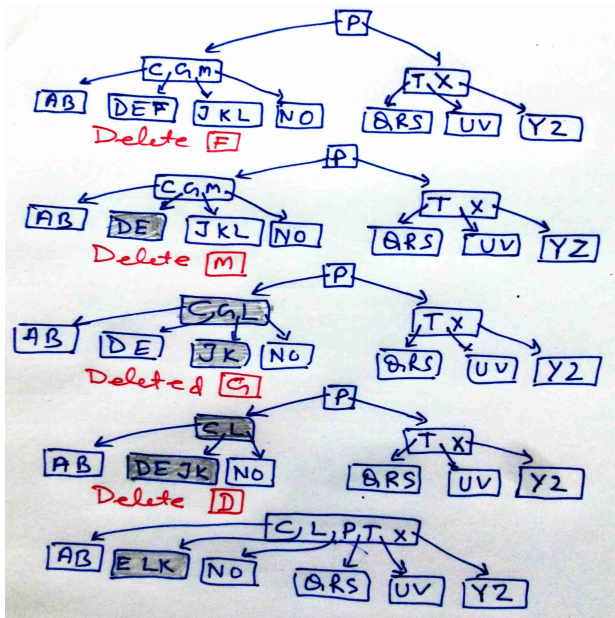 P
C G M
T X
AB
DEF
JKL
NO
QRS
UV
YZ
Delete F
P
C G M
T X
AB
DE
JKL
NO
QRS
UV
YZ
Delete M
P
C G L
T X
AB
DE
JK
NO
QRS
UV
YZ
Deleted G
P
C L
T X
AB
DE JK
NO
QRS
UV
YZ
Delete D
C L P T X
AB
ELK
NO
QRS
UV
YZ